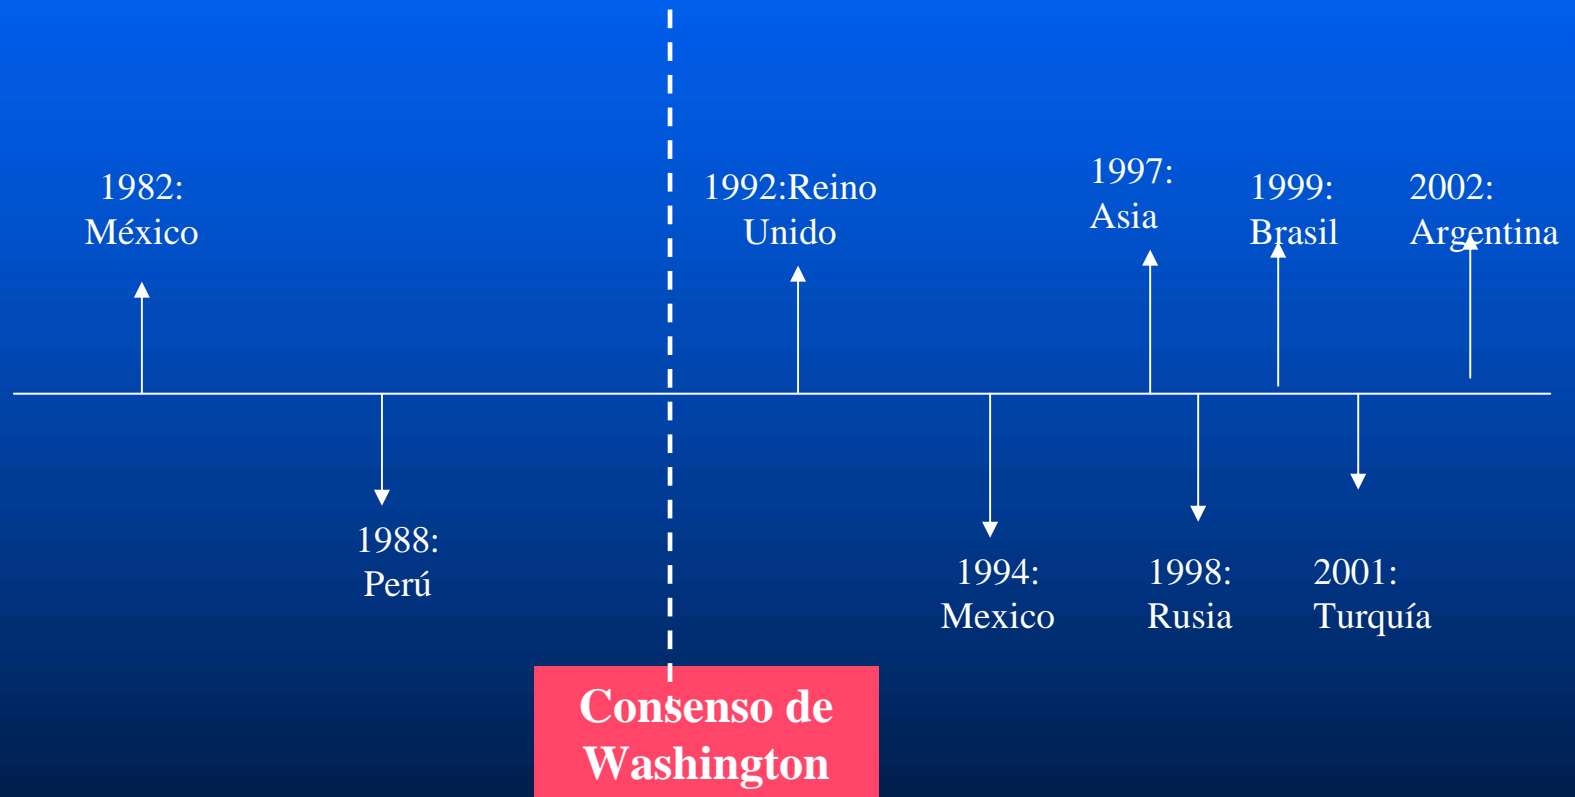 1982:
México
1988:
Perú
Consenso de
Washington
1992:Reino
Unido
1994:
Mexico
1997:
Asia
1998:
Rusia
1999:
Brasil
2001:
Turquía
2002:
Argentina